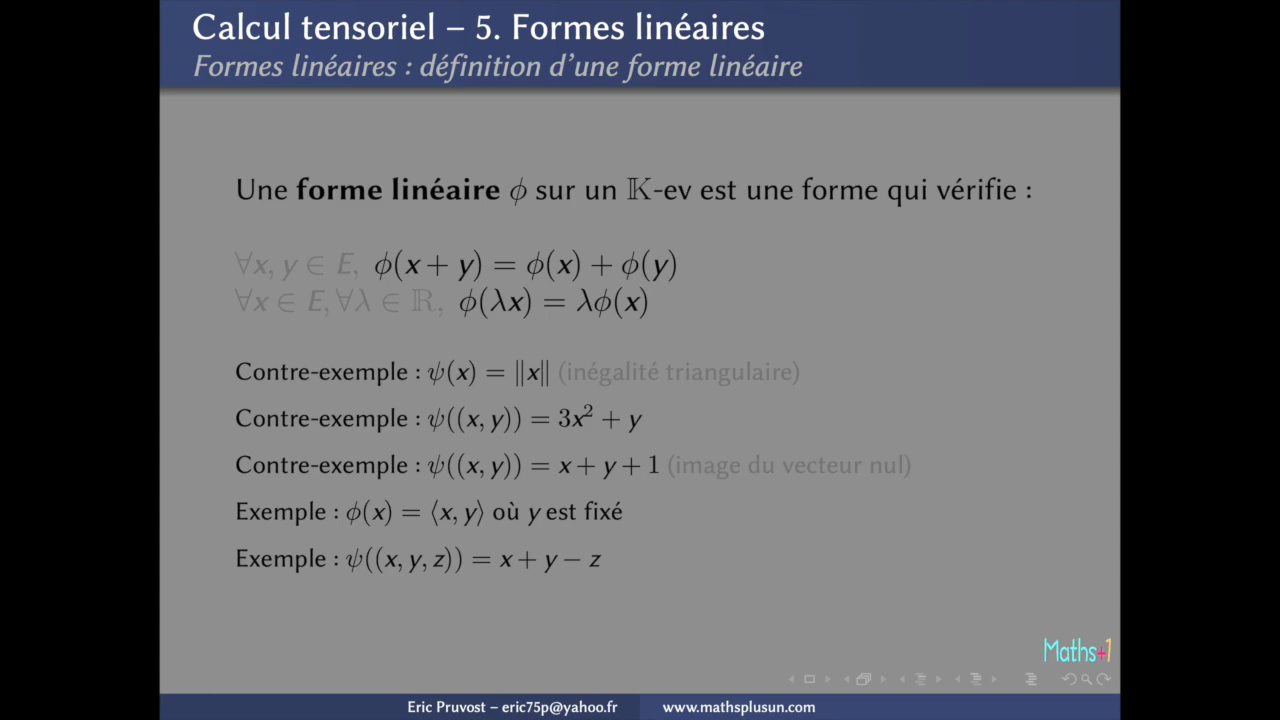 Calcul tensoriel – 5. Formes linéaires
Formes linéaires : définition d'une forme linéaire
Une forme linéaire ϕ sur un 𝕂-ev est une forme qui vérifie :
∀x, y ∈ E, ϕ(x + y) = ϕ(x) + ϕ(y)
∀x ∈ E, ∀λ ∈ ℝ, ϕ(λx) = λϕ(x)
Contre-exemple : ψ(x) = ‖x‖ (inégalité triangulaire)
Contre-exemple : ψ((x, y)) = 3x² + y
Contre-exemple : ψ((x, y)) = x + y + 1 (image du vecteur nul)
Exemple : ϕ(x) = ⟨x, y⟩ où y est fixé
Exemple : ψ((x, y, z)) = x + y − z
Maths+1
Eric Pruvost – eric75p@yahoo.fr www.mathsplusun.com